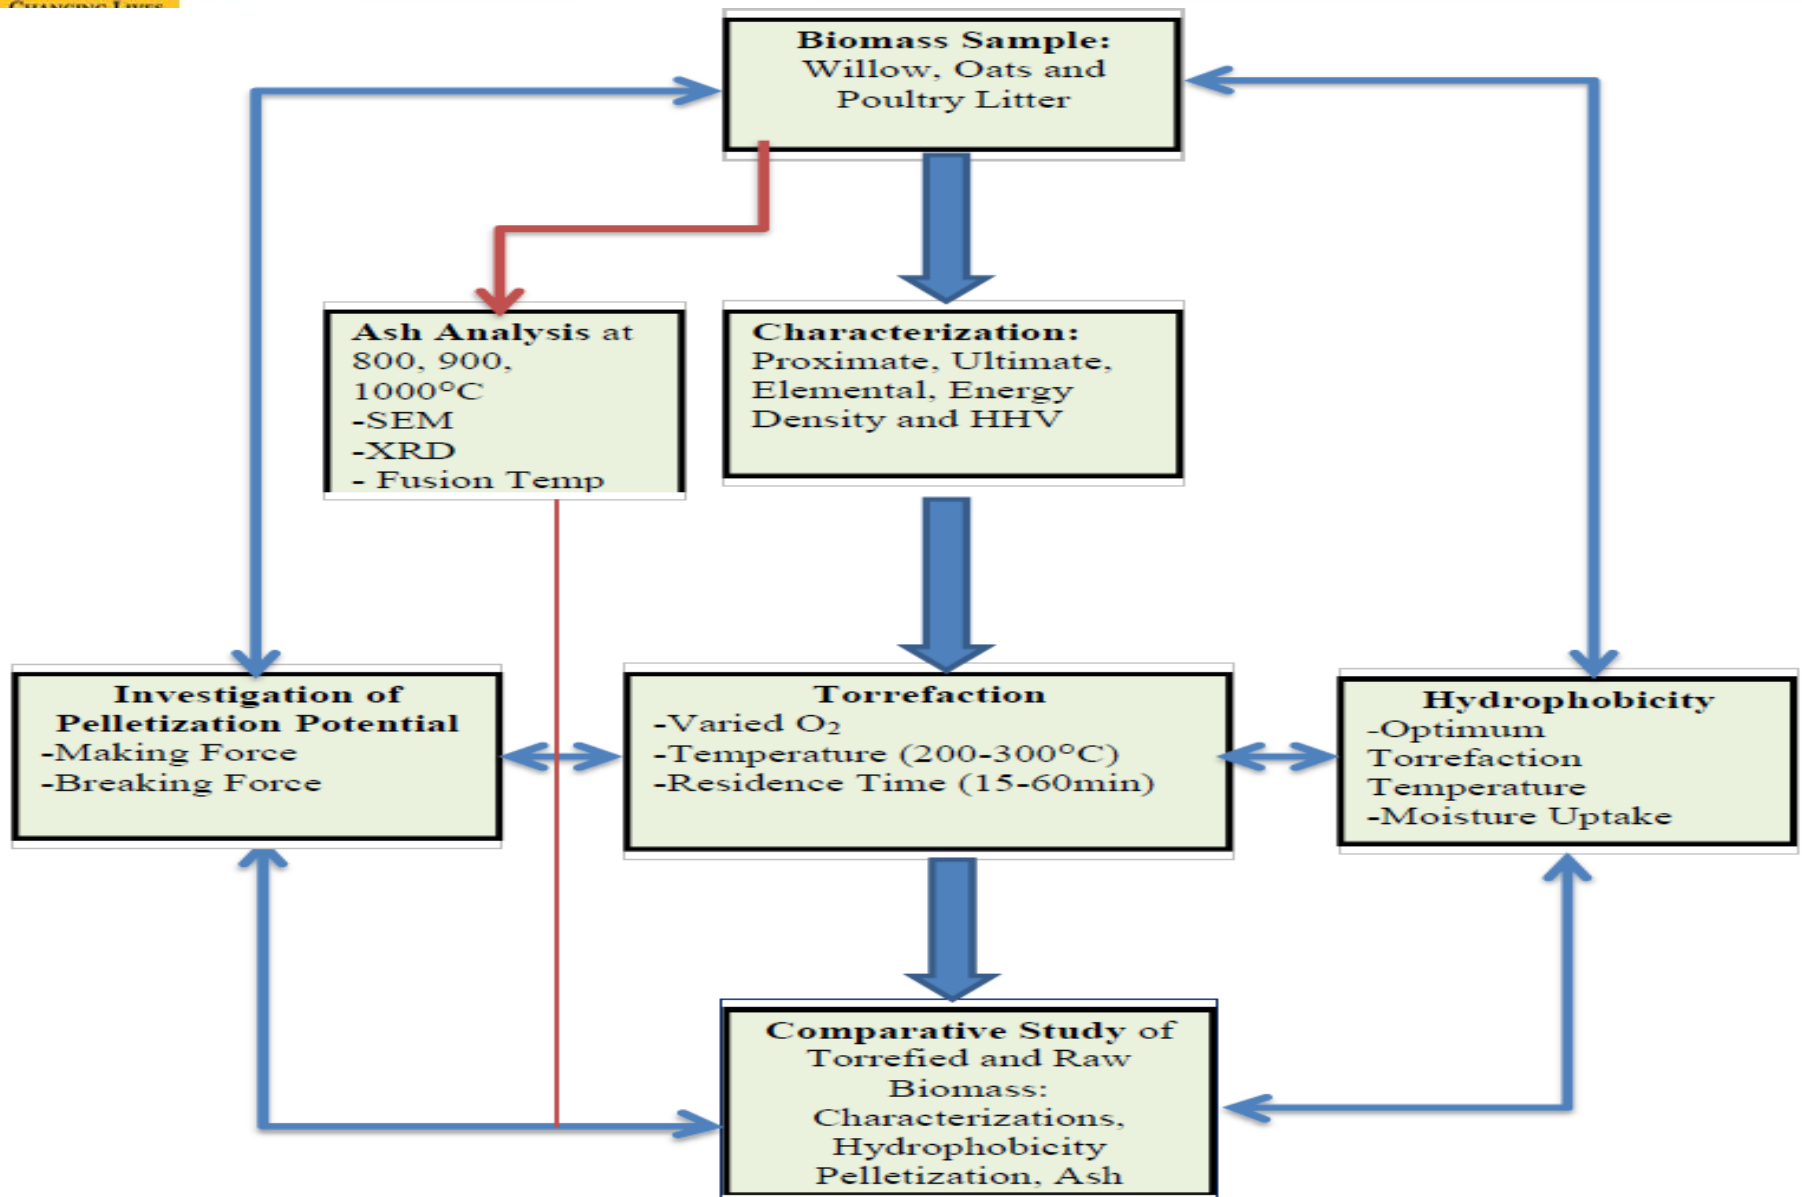 CHANGING LIVES
Biomass Sample:
Willow, Oats and
Poultry Litter
Ash Analysis at
800, 900,
1000°C
-SEM
-XRD
- Fusion Temp
Characterization:
Proximate, Ultimate,
Elemental, Energy
Density and HHV
Investigation of
Pelletization Potential
-Making Force
-Breaking Force
Torrefaction
-Varied O₂
-Temperature (200-300°C)
-Residence Time (15-60min)
Hydrophobicity
-Optimum
Torrefaction
Temperature
-Moisture Uptake
Comparative Study of
Torrefied and Raw
Biomass:
Characterizations,
Hydrophobicity
Pelletization, Ash